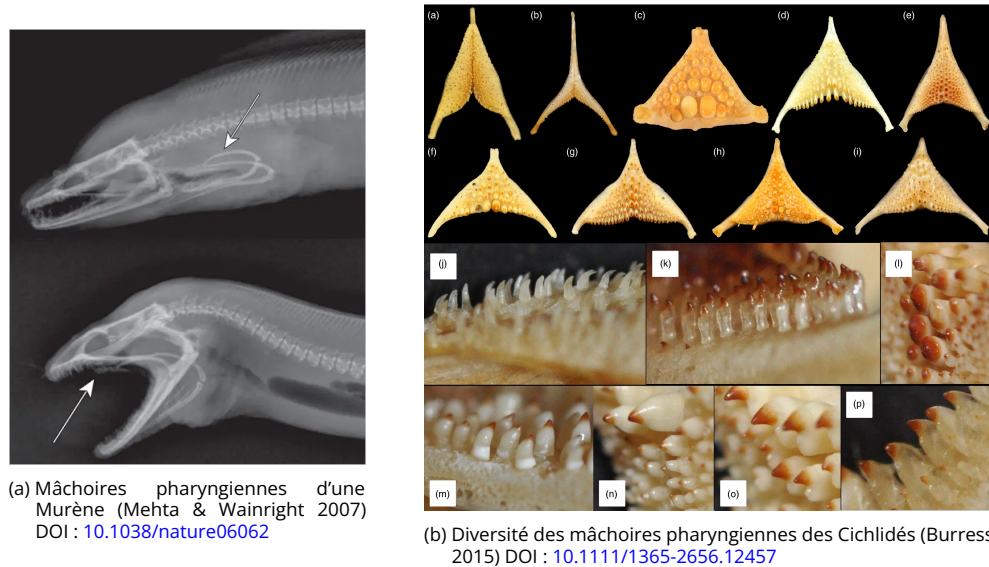 (a)
(b)
(c)
(d)
(e)
(f)
(g)
(h)
(i)
(j)
(k)
(l)
(m)
(n)
(o)
(p)
(a) Mâchoires pharyngiennes d'une
Murène (Mehta & Wainright 2007)
DOI : 10.1038/nature06062
(b) Diversité des mâchoires pharyngiennes des Cichlidés (Burress
2015) DOI : 10.1111/1365-2656.12457